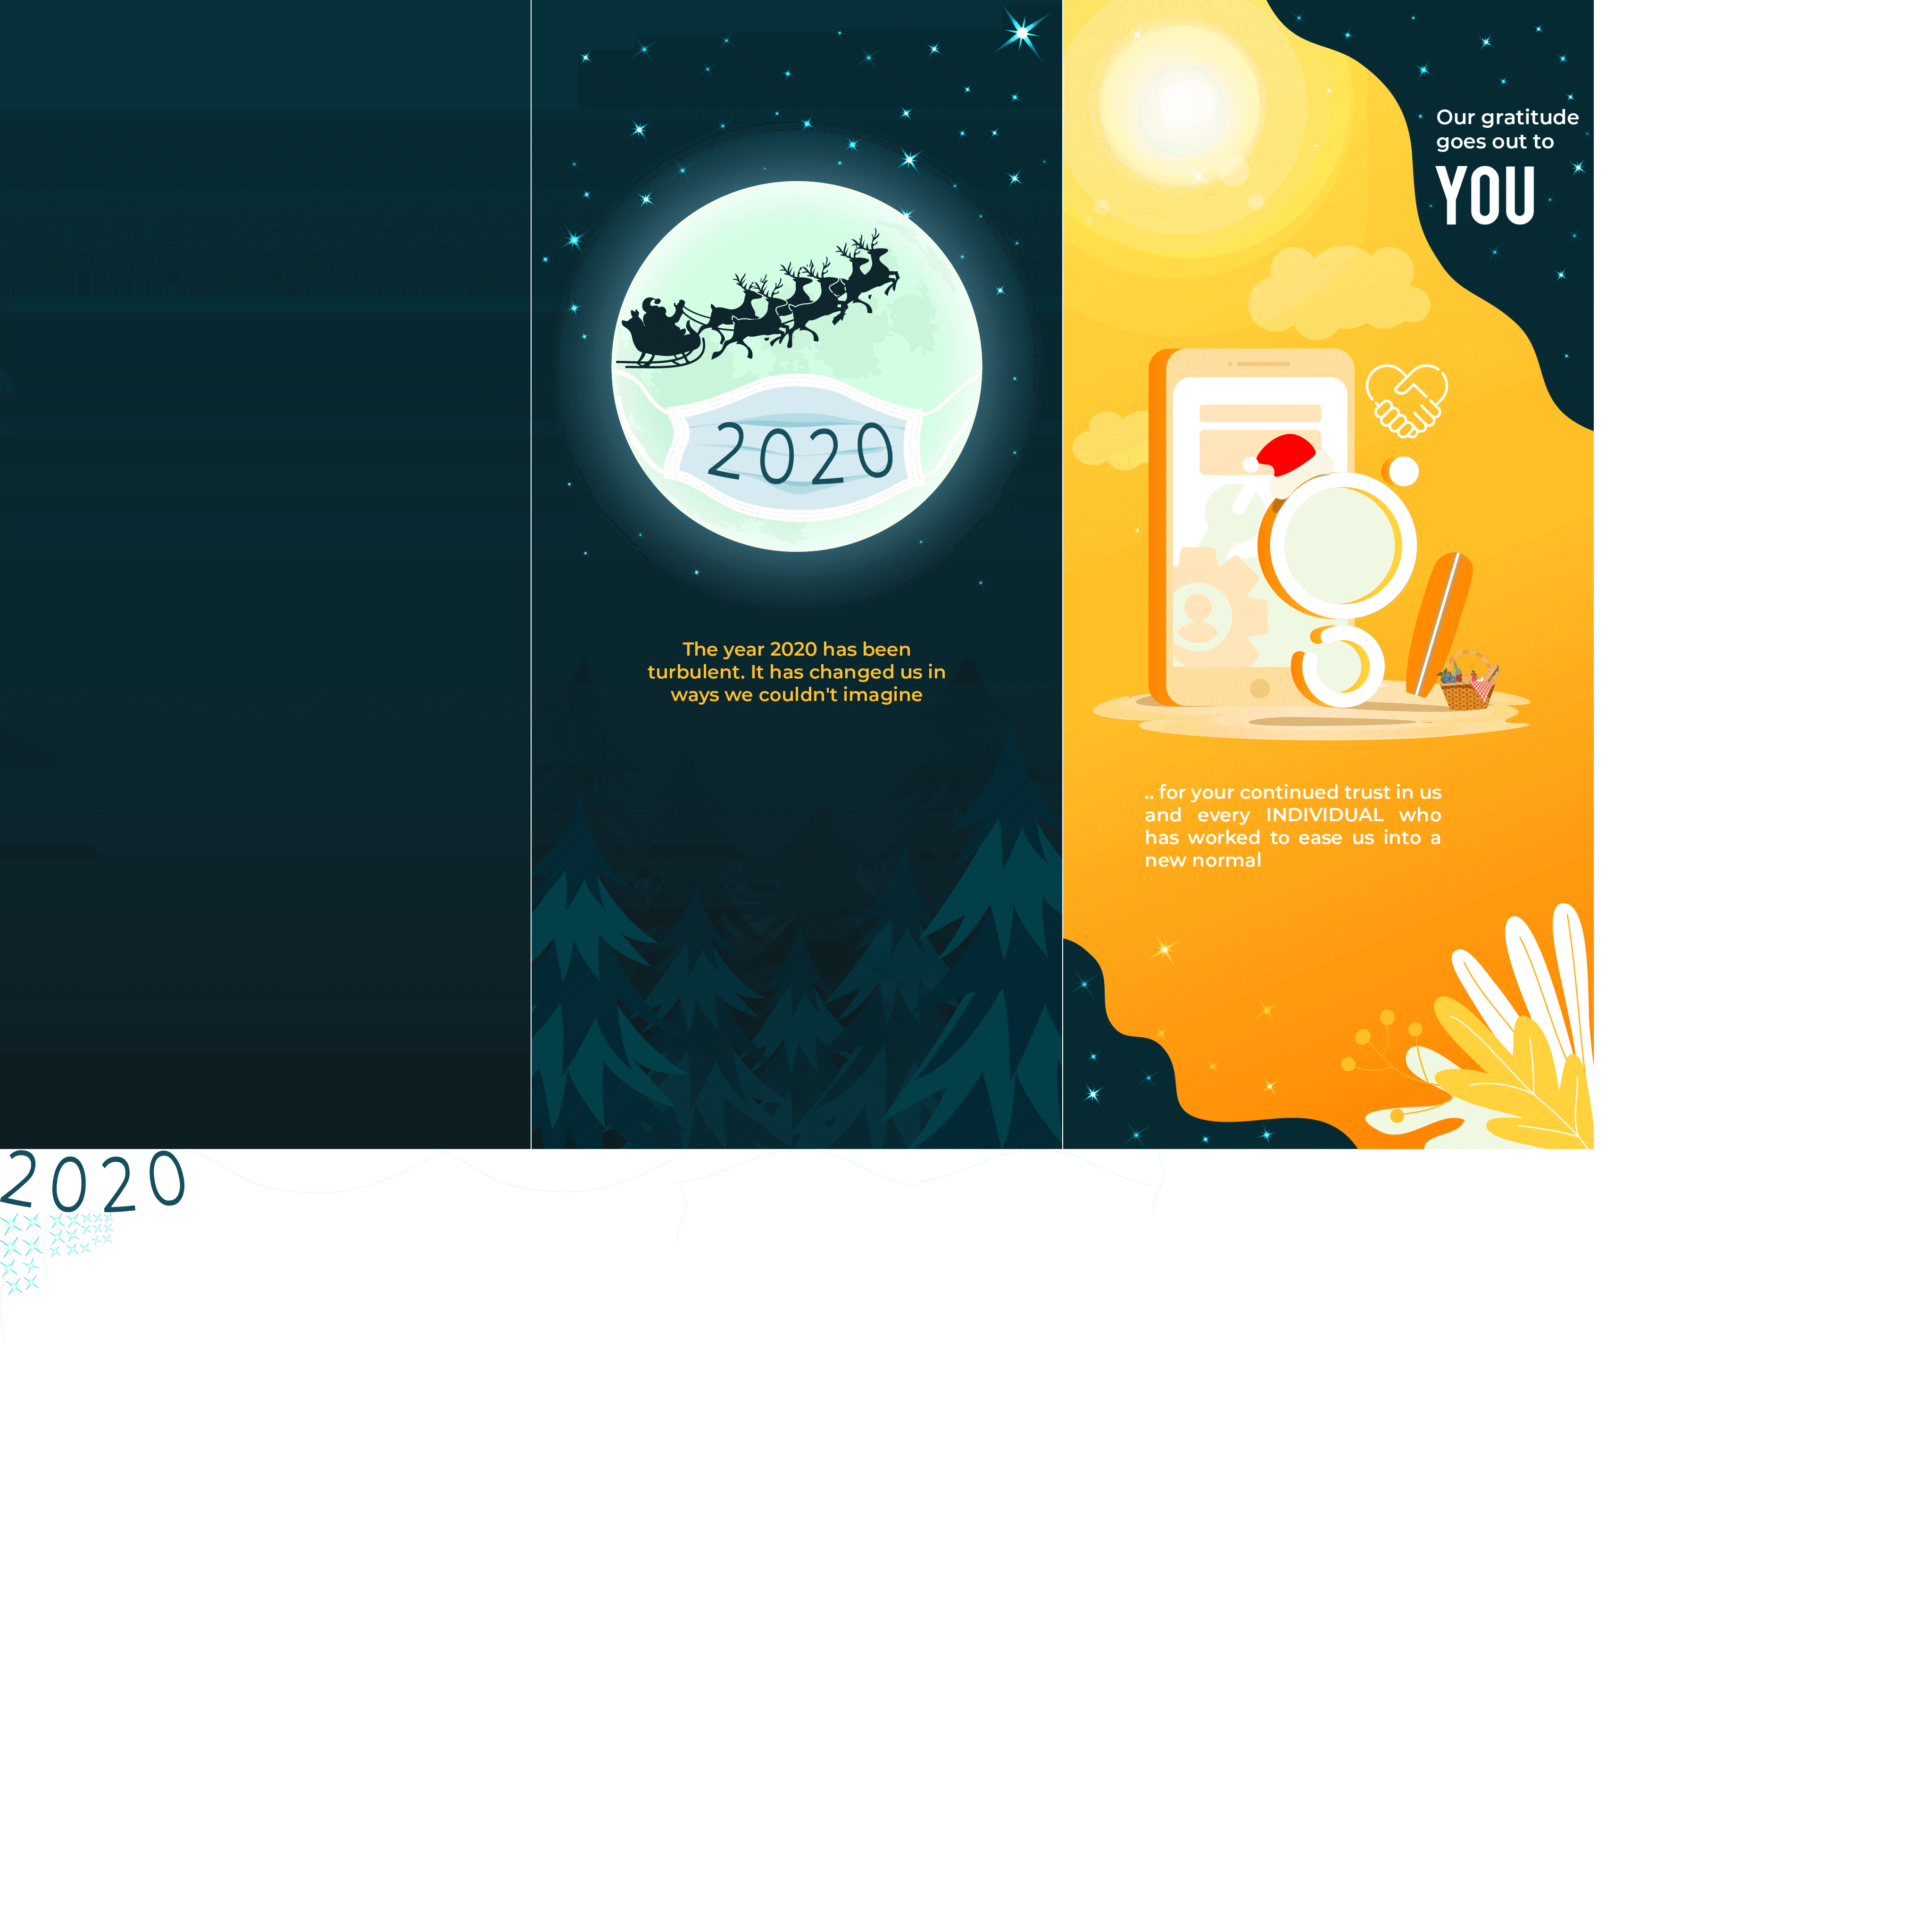 2020
The year 2020 has been
turbulent. It has changed us in
ways we couldn't imagine
Our gratitude
goes out to
YOU
.. for your continued trust in us
and every INDIVIDUAL who
has worked to ease us into a
new normal
2020